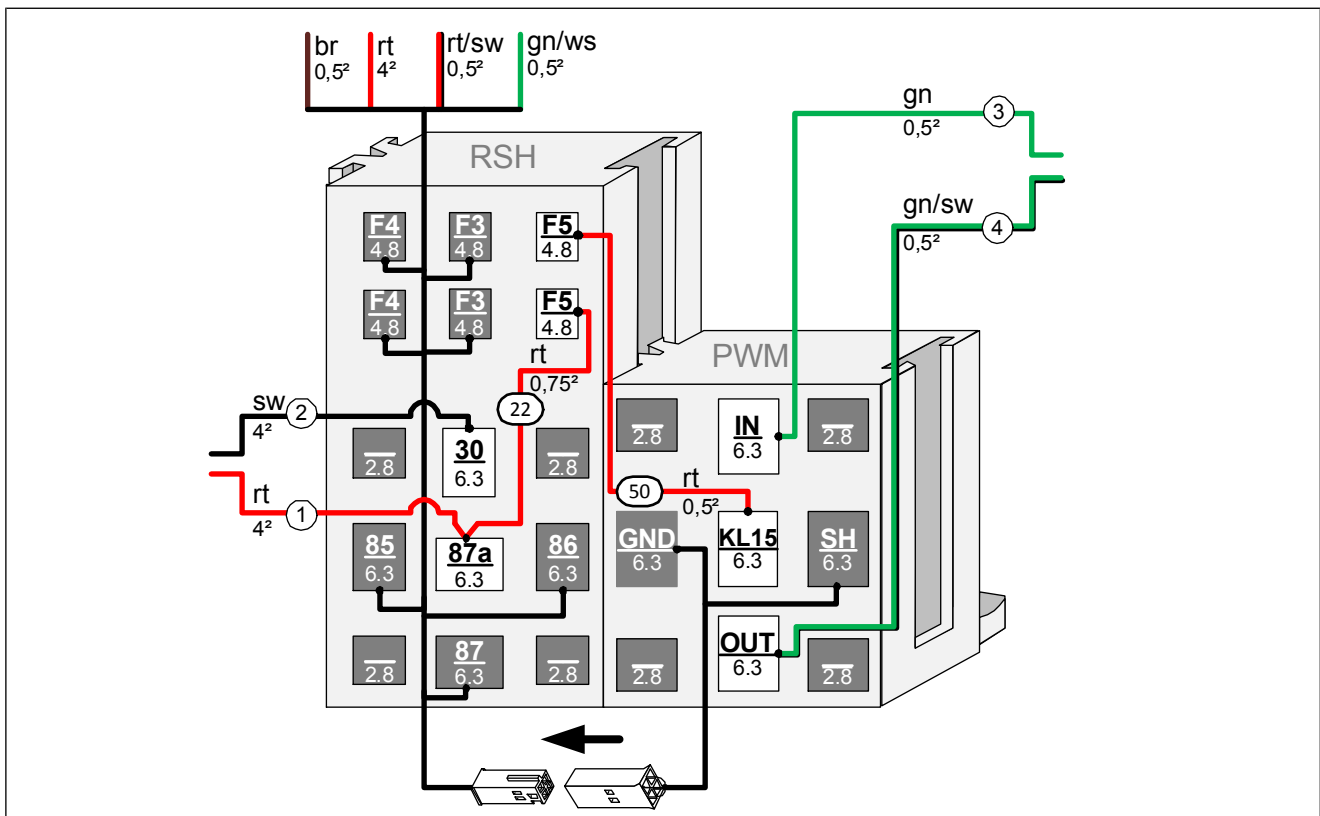 br
0,5²
rt
4²
rt/sw
0,5²
gn/ws
0,5²
gn
0,5²
3
gn/sw
0,5²
4
RSH
F4
4.8
F3
4.8
F5
4.8
F4
4.8
F3
4.8
F5
4.8
rt
0,75²
22
PWM
sw
4²
2
2.8
30
6.3
2.8
2.8
IN
6.3
2.8
rt
4²
1
50
rt
0,5²
85
6.3
87a
6.3
86
6.3
GND
6.3
KL15
6.3
SH
6.3
2.8
87
6.3
2.8
2.8
OUT
6.3
2.8